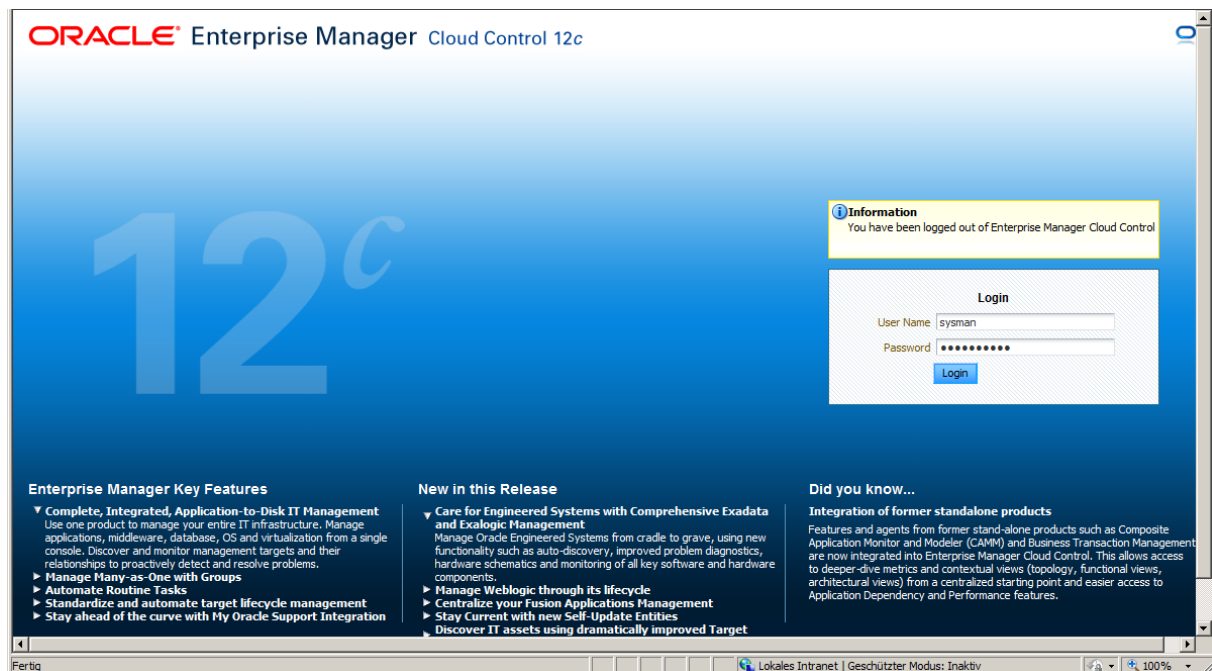 ORACLE® Enterprise Manager Cloud Control 12c
12c
Information
You have been logged out of Enterprise Manager Cloud Control
Login
User Name sysman
Password ••••••••••
Login
Enterprise Manager Key Features
▼ Complete, Integrated, Application-to-Disk IT Management
Use one product to manage your entire IT infrastructure. Manage
applications, middleware, database, OS and virtualization from a single
console. Discover and monitor management targets and their
relationships to proactively detect and resolve problems.
► Manage Many-as-One with Groups
► Automate Routine Tasks
► Standardize and automate target lifecycle management
► Stay ahead of the curve with My Oracle Support Integration
New in this Release
▼ Care for Engineered Systems with Comprehensive Exadata
and Exalogic Management
Manage Oracle Engineered Systems from cradle to grave, using new
functionality such as auto-discovery, improved problem diagnostics,
hardware schematics and monitoring of all key software and hardware
components.
► Manage Weblogic through its lifecycle
► Centralize your Fusion Applications Management
► Stay Current with new Self-Update Entities
► Discover IT assets using dramatically improved Target
Did you know...
Integration of former standalone products
Features and agents from former stand-alone products such as Composite
Application Monitor and Modeler (CAMM) and Business Transaction Management
are now integrated into Enterprise Manager Cloud Control. This allows access
to deeper-dive metrics and contextual views (topology, functional views,
architectural views) from a centralized starting point and easier access to
Application Dependency and Performance features.
Fertig
Lokales Intranet | Geschützter Modus: Inaktiv
100%